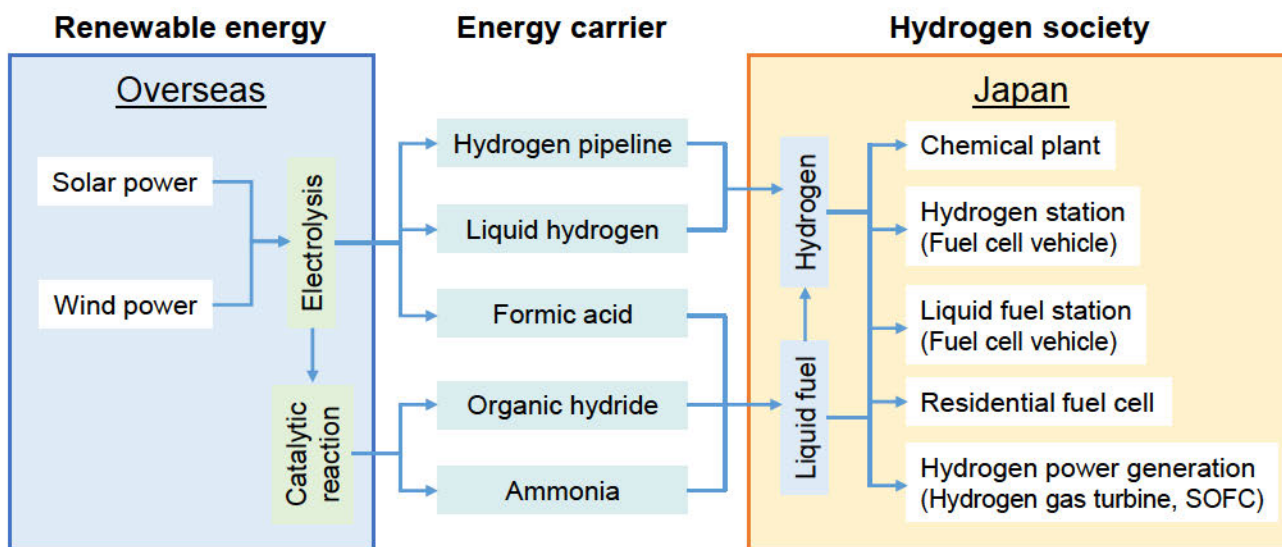 Renewable energy
Energy carrier
Hydrogen society
Overseas
Solar power
Wind power
Electrolysis
Catalytic
reaction
Hydrogen pipeline
Liquid hydrogen
Formic acid
Organic hydride
Ammonia
Japan
Hydrogen
Liquid fuel
Chemical plant
Hydrogen station
(Fuel cell vehicle)
Liquid fuel station
(Fuel cell vehicle)
Residential fuel cell
Hydrogen power generation
(Hydrogen gas turbine, SOFC)